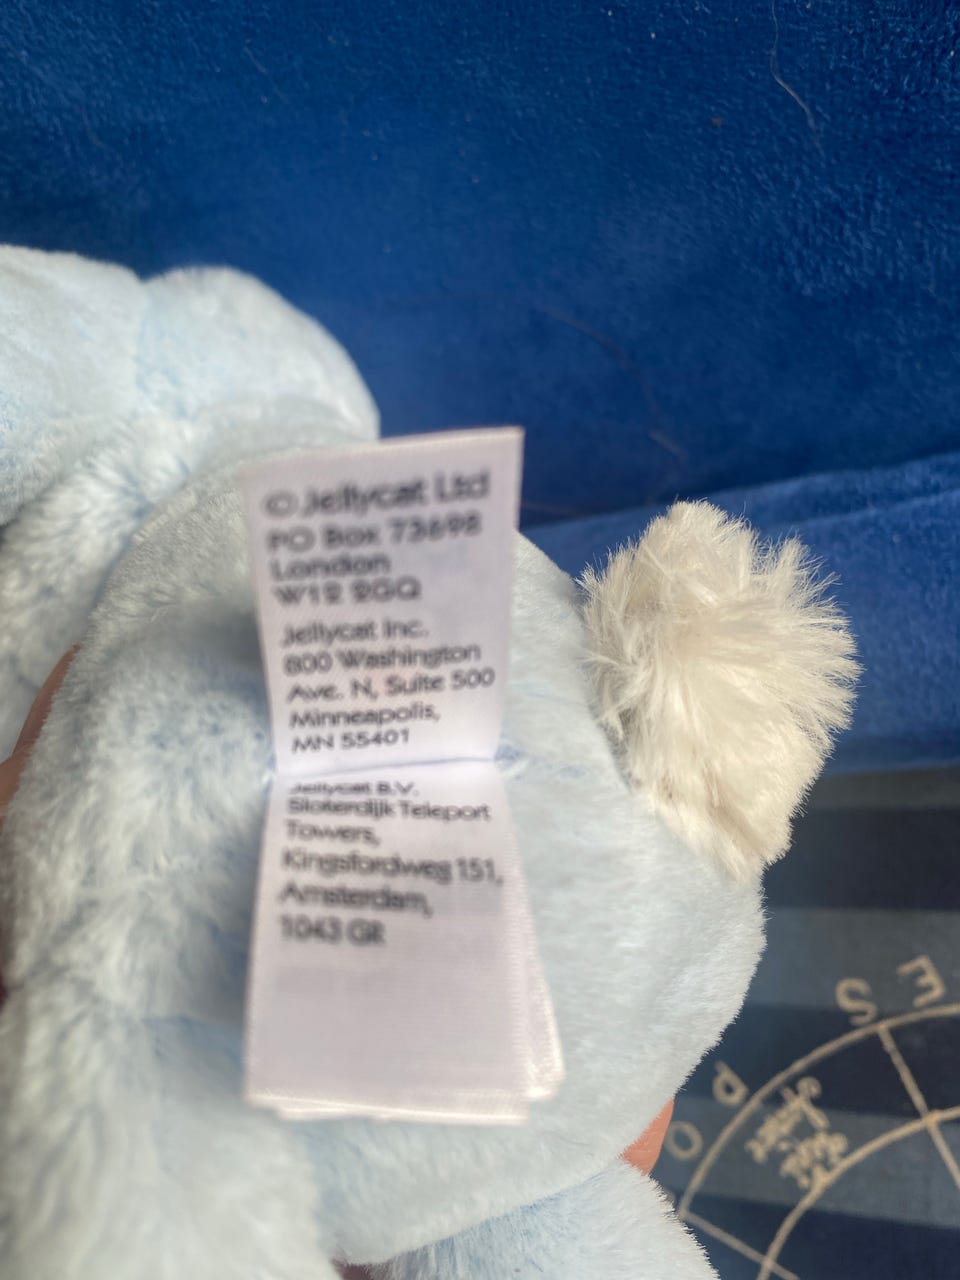 © Jellycat Ltd
PO Box 73698
London
W12 2GQ
Jellycat Inc.
800 Washington
Ave. N, Suite 500
Minneapolis,
MN 55401
Jellycat B.V.
Sloterdijk Teleport
Towers,
Kingsfordweg 151,
Amsterdam,
1043 GR
O P S E